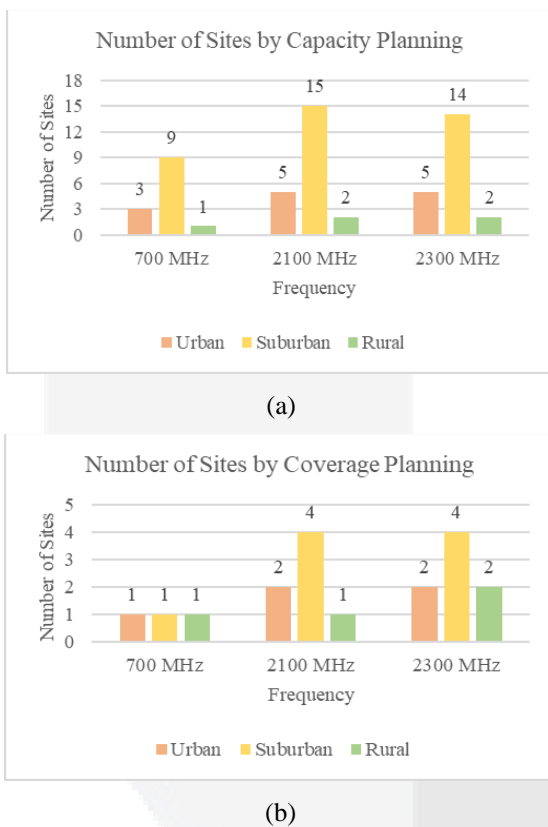 Number of Sites by Capacity Planning
Number of Sites
18
15
12
9
6
3
0
3
9
1
5
15
2
5
14
2
700 MHz 2100 MHz 2300 MHz
Frequency
Urban Suburban Rural
(a)
Number of Sites by Coverage Planning
Number of Sites
5
4
3
2
1
0
1
1
1
2
4
1
2
4
2
700 MHz 2100 MHz 2300 MHz
Frequency
Urban Suburban Rural
(b)